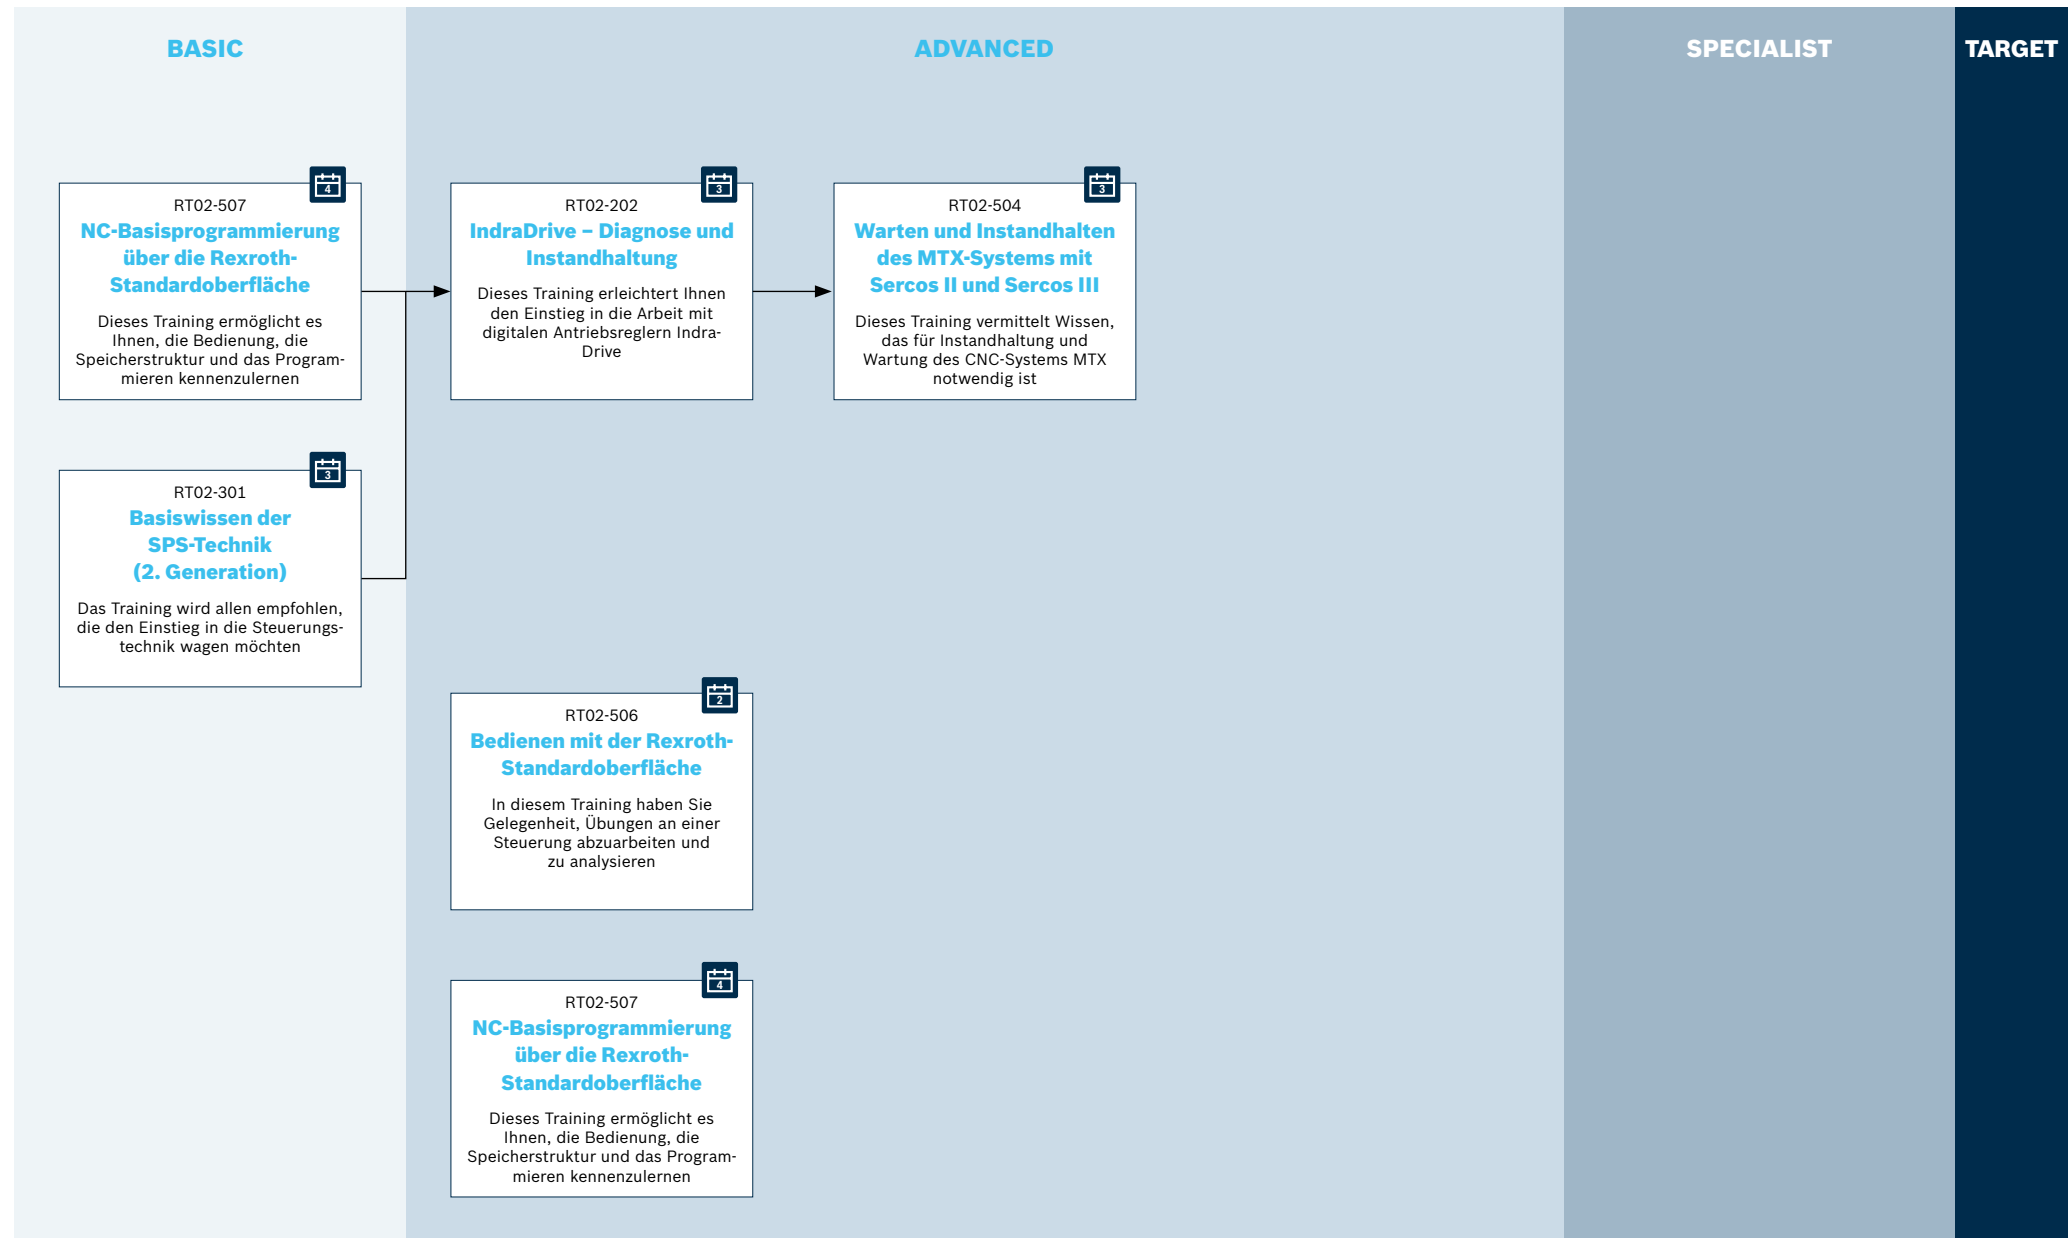 BASIC
ADVANCED
SPECIALIST
TARGET
4
RT02-507
NC-Basisprogrammierung
über die Rexroth-
Standardoberfläche
Dieses Training ermöglicht es
Ihnen, die Bedienung, die
Speicherstruktur und das Program-
mieren kennenzulernen
3
RT02-202
IndraDrive – Diagnose und
Instandhaltung
Dieses Training erleichtert Ihnen
den Einstieg in die Arbeit mit
digitalen Antriebsreglern Indra-
Drive
3
RT02-504
Warten und Instandhalten
des MTX-Systems mit
Sercos II und Sercos III
Dieses Training vermittelt Wissen,
das für Instandhaltung und
Wartung des CNC-Systems MTX
notwendig ist
3
RT02-301
Basiswissen der
SPS-Technik
(2. Generation)
Das Training wird allen empfohlen,
die den Einstieg in die Steuerungs-
technik wagen möchten
2
RT02-506
Bedienen mit der Rexroth-
Standardoberfläche
In diesem Training haben Sie
Gelegenheit, Übungen an einer
Steuerung abzuarbeiten und
zu analysieren
4
RT02-507
NC-Basisprogrammierung
über die Rexroth-
Standardoberfläche
Dieses Training ermöglicht es
Ihnen, die Bedienung, die
Speicherstruktur und das Program-
mieren kennenzulernen